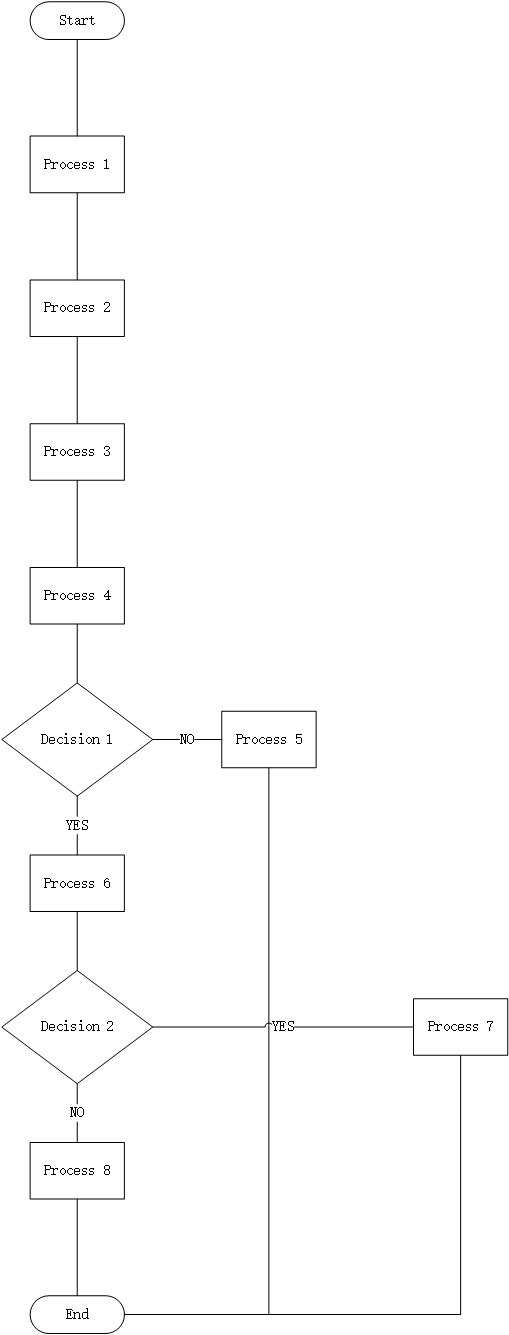 Start
Process 1
Process 2
Process 3
Process 4
Decision 1
NO
Process 5
YES
Process 6
Decision 2
YES
Process 7
NO
Process 8
End